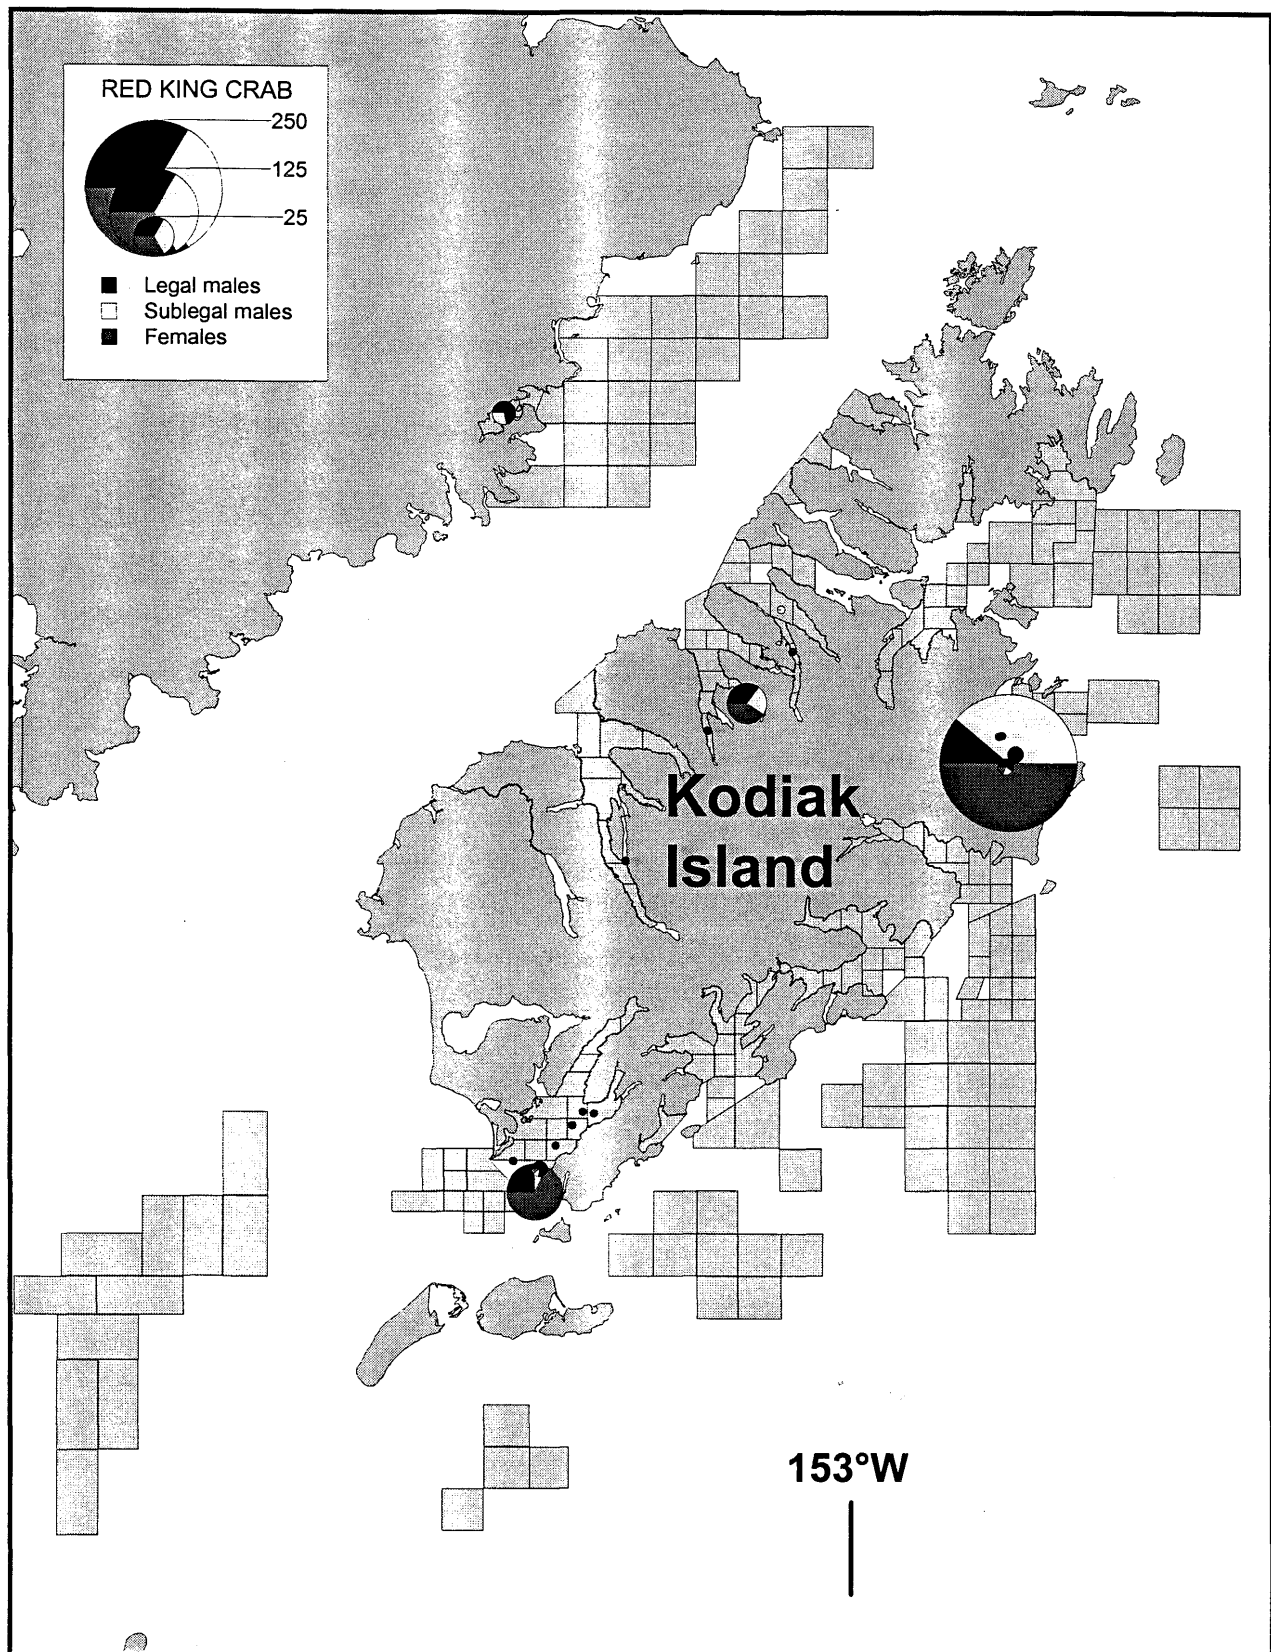 RED KING CRAB
250
125
25
Legal males
Sublegal males
Females
Kodiak
Island
153°W